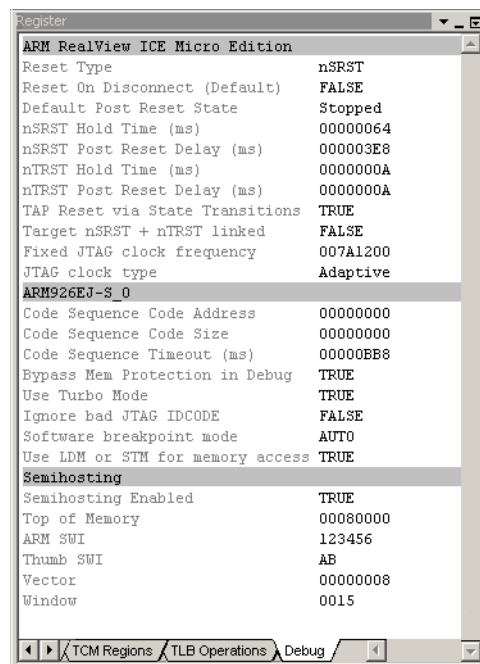 Register
ARM RealView ICE Micro Edition
Reset Type nSRST
Reset On Disconnect (Default) FALSE
Default Post Reset State Stopped
nSRST Hold Time (ms) 00000064
nSRST Post Reset Delay (ms) 000003E8
nTRST Hold Time (ms) 0000000A
nTRST Post Reset Delay (ms) 0000000A
TAP Reset via State Transitions TRUE
Target nSRST + nTRST linked FALSE
Fixed JTAG clock frequency 007A1200
JTAG clock type Adaptive
ARM926EJ-S_0
Code Sequence Code Address 00000000
Code Sequence Code Size 00000000
Code Sequence Timeout (ms) 00000BB8
Bypass Mem Protection in Debug TRUE
Use Turbo Mode TRUE
Ignore bad JTAG IDCODE FALSE
Software breakpoint mode AUTO
Use LDM or STM for memory access TRUE
Semihosting
Semihosting Enabled TRUE
Top of Memory 00080000
ARM SWI 123456
Thumb SWI AB
Vector 00000008
Window 0015
TCM Regions TLB Operations Debug